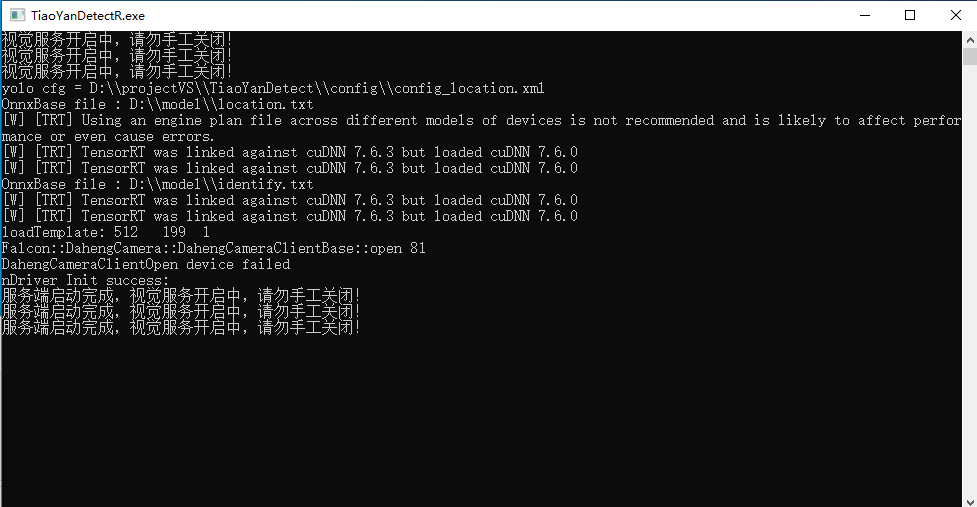 TiaoYanDetectR.exe
视觉服务开启中，请勿手工关闭！
视觉服务开启中，请勿手工关闭！
视觉服务开启中，请勿手工关闭！
yolo cfg = D:\\projectVS\\TiaoYanDetect\\config\\config_location.xml
OnnxBase file : D:\\model\\location.txt
[W] [TRT] Using an engine plan file across different models of devices is not recommended and is likely to affect perfor
mance or even cause errors.
[W] [TRT] TensorRT was linked against cuDNN 7.6.3 but loaded cuDNN 7.6.0
[W] [TRT] TensorRT was linked against cuDNN 7.6.3 but loaded cuDNN 7.6.0
OnnxBase file : D:\\model\\identify.txt
[W] [TRT] TensorRT was linked against cuDNN 7.6.3 but loaded cuDNN 7.6.0
[W] [TRT] TensorRT was linked against cuDNN 7.6.3 but loaded cuDNN 7.6.0
loadTemplate: 512   199  1
Falcon::DahengCamera::DahengCameraClientBase::open 81
DahengCameraClientOpen device failed
nDriver Init success:
服务端启动完成，视觉服务开启中，请勿手工关闭！
服务端启动完成，视觉服务开启中，请勿手工关闭！
服务端启动完成，视觉服务开启中，请勿手工关闭！